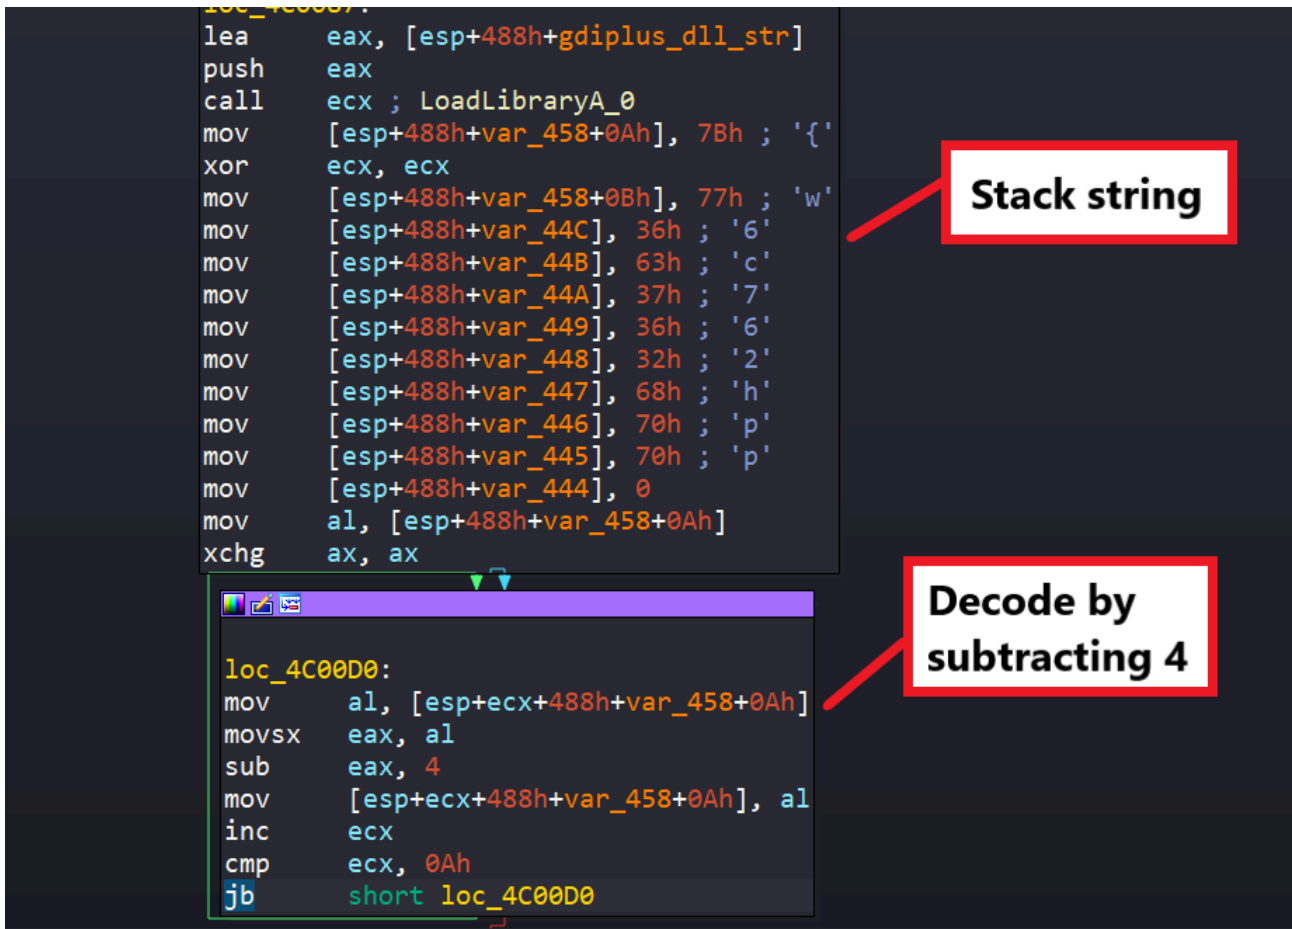 loc_4C0087:
lea eax, [esp+488h+gdiplus_dll_str]
push eax
call ecx ; LoadLibraryA_0
mov [esp+488h+var_458+0Ah], 7Bh ; '{'
xor ecx, ecx
mov [esp+488h+var_458+0Bh], 77h ; 'w'
mov [esp+488h+var_44C], 36h ; '6'
mov [esp+488h+var_44B], 63h ; 'c'
mov [esp+488h+var_44A], 37h ; '7'
mov [esp+488h+var_449], 36h ; '6'
mov [esp+488h+var_448], 32h ; '2'
mov [esp+488h+var_447], 68h ; 'h'
mov [esp+488h+var_446], 70h ; 'p'
mov [esp+488h+var_445], 70h ; 'p'
mov [esp+488h+var_444], 0
mov al, [esp+488h+var_458+0Ah]
xchg ax, ax
Stack string
loc_4C00D0:
mov al, [esp+ecx+488h+var_458+0Ah]
movsx eax, al
sub eax, 4
mov [esp+ecx+488h+var_458+0Ah], al
inc ecx
cmp ecx, 0Ah
jb short loc_4C00D0
Decode by
subtracting 4